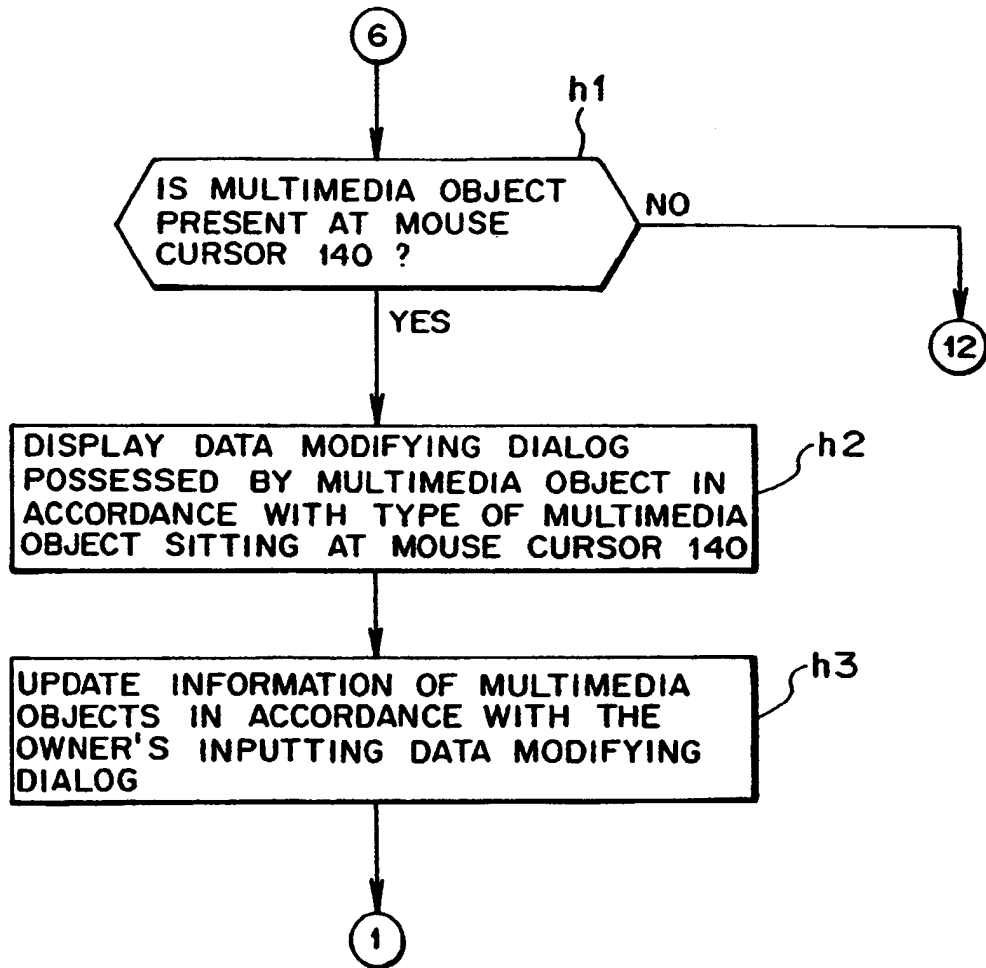 6
h1
IS MULTIMEDIA OBJECT
PRESENT AT MOUSE
CURSOR 140 ?
NO
YES
12
DISPLAY DATA MODIFYING DIALOG
POSSESSED BY MULTIMEDIA OBJECT IN
ACCORDANCE WITH TYPE OF MULTIMEDIA
OBJECT SITTING AT MOUSE CURSOR 140
h2
UPDATE INFORMATION OF MULTIMEDIA
OBJECTS IN ACCORDANCE WITH THE
OWNER'S INPUTTING DATA MODIFYING
DIALOG
h3
1